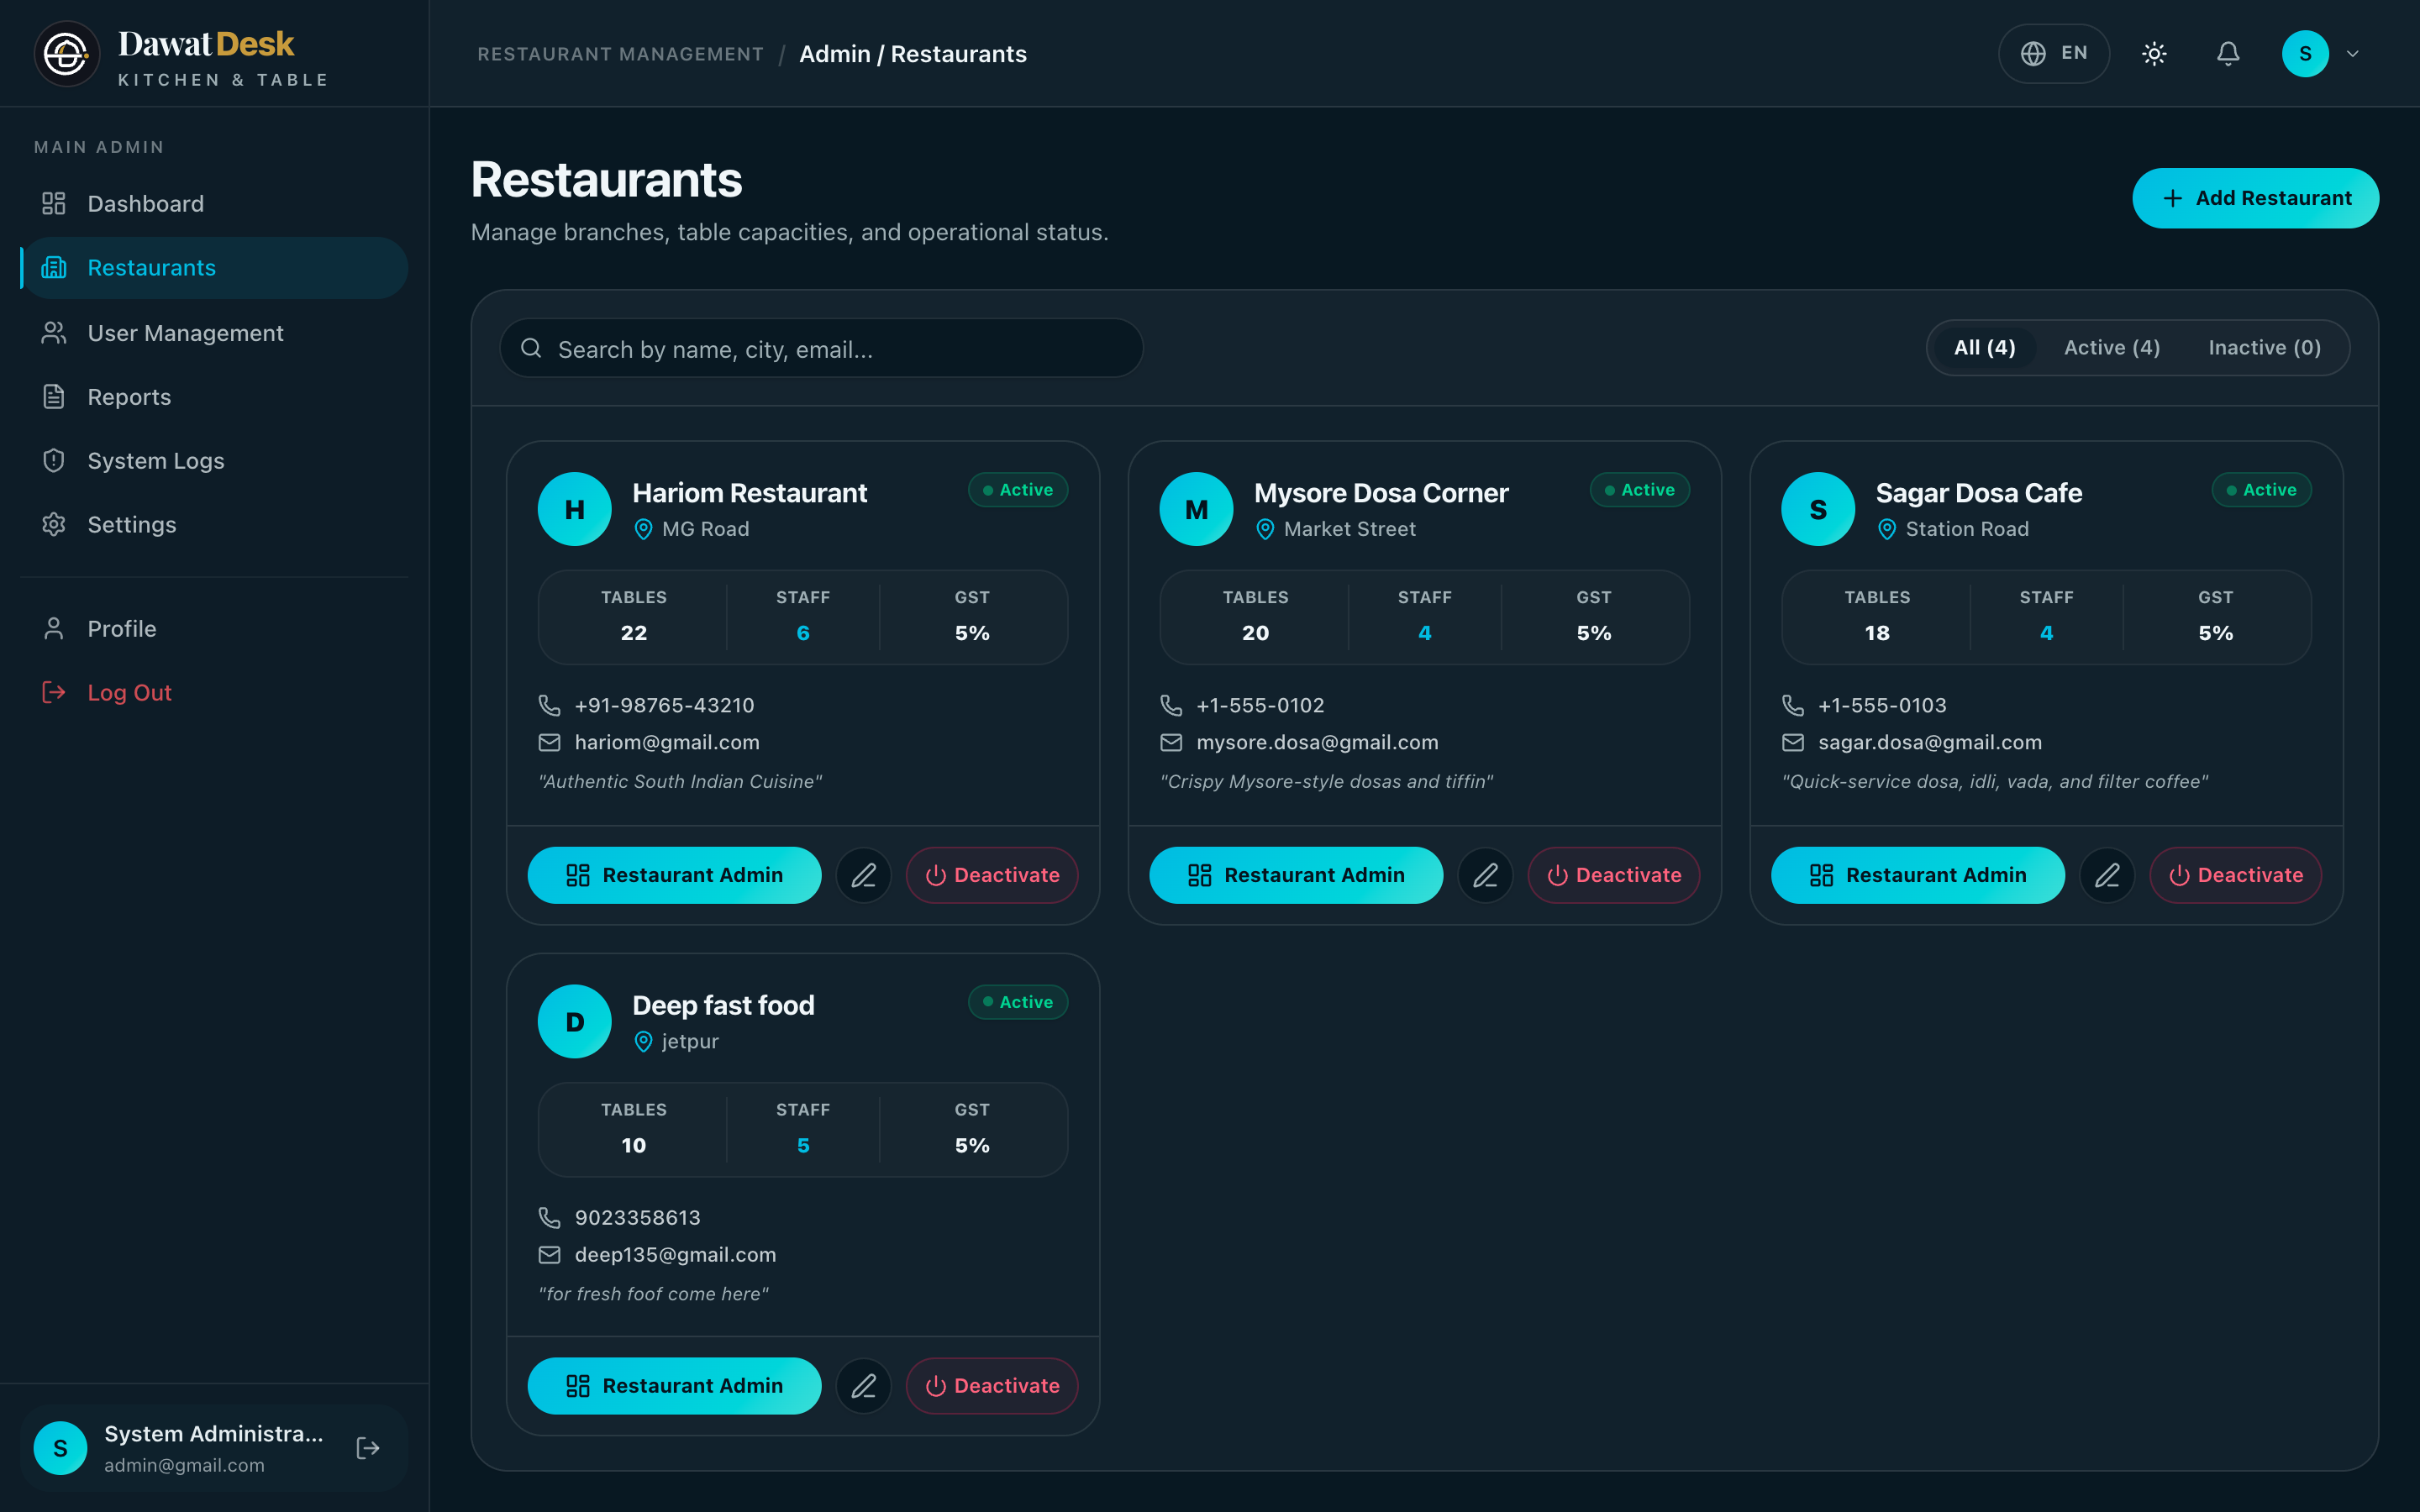 DawatDesk
KITCHEN & TABLE
RESTAURANT MANAGEMENT / Admin / Restaurants
EN
S
MAIN ADMIN
Dashboard
Restaurants
User Management
Reports
System Logs
Settings
Profile
Log Out
S
System Administra...
admin@gmail.com
Restaurants
Manage branches, table capacities, and operational status.
Add Restaurant
Search by name, city, email...
All (4) Active (4) Inactive (0)
H
Hariom Restaurant
Active
MG Road
TABLES STAFF GST
22 6 5%
+91-98765-43210
hariom@gmail.com
"Authentic South Indian Cuisine"
Restaurant Admin
Deactivate
M
Mysore Dosa Corner
Active
Market Street
TABLES STAFF GST
20 4 5%
+1-555-0102
mysore.dosa@gmail.com
"Crispy Mysore-style dosas and tiffin"
Restaurant Admin
Deactivate
S
Sagar Dosa Cafe
Active
Station Road
TABLES STAFF GST
18 4 5%
+1-555-0103
sagar.dosa@gmail.com
"Quick-service dosa, idli, vada, and filter coffee"
Restaurant Admin
Deactivate
D
Deep fast food
Active
jetpur
TABLES STAFF GST
10 5 5%
9023358613
deep135@gmail.com
"for fresh foof come here"
Restaurant Admin
Deactivate